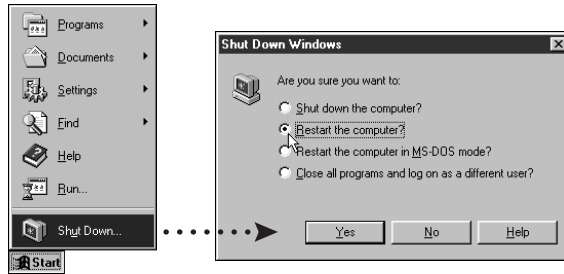 Programs
Documents
Settings
Find
Help
Run...
Shut Down...
Start
Shut Down Windows
Are you sure you want to:
Shut down the computer?
Restart the computer?
Restart the computer in MS-DOS mode?
Close all programs and log on as a different user?
Yes No Help